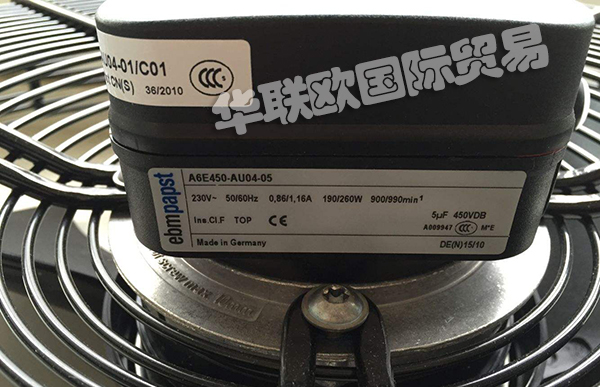 U04-01/C01
CN(S) 36/2010
华联欧国际贸易
ebmpapst
A6E450-AU04-05
230V~ 50/60Hz 0,86/1,16A 190/260W 900/990min⁻¹
5µF 450VDB
Ins.Cl.F TOP CE
A009947 CCC M*E
Made in Germany DE(N)15/10